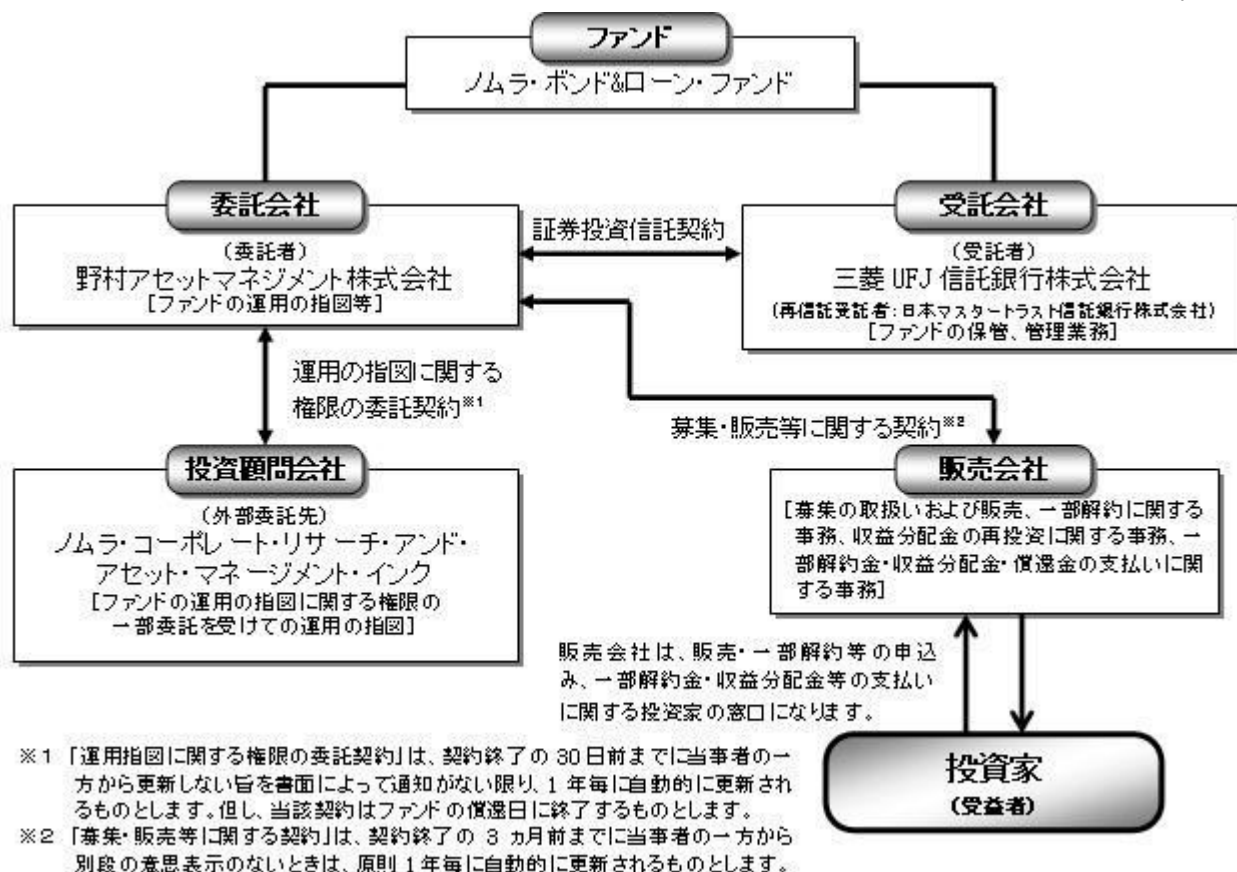 ファンド
ノムラ・ボンド&ローン・ファンド
委託会社
(委託者)
野村アセットマネジメント株式会社
[ファンドの運用の指図等]
証券投資信託契約
受託会社
(受託者)
三菱 UFJ 信託銀行株式会社
(再信託受託者:日本マスタートラスト信託銀行株式会社)
[ファンドの保管、管理業務]
運用の指図に関する
権限の委託契約※1
募集・販売等に関する契約※2
投資顧問会社
(外部委託先)
ノムラ・コーポレート・リサーチ・アンド・
アセット・マネージメント・インク
[ファンドの運用の指図に関する権限の
一部委託を受けての運用の指図]
販売会社
[募集の取扱いおよび販売、一部解約に関する
事務、収益分配金の再投資に関する事務、一
部解約金・収益分配金・償還金の支払いに関
する事務]
販売会社は、販売・一部解約等の申込
み、一部解約金・収益分配金等の支払い
に関する投資家の窓口になります。
投資家
(受益者)
※1 「運用指図に関する権限の委託契約」は、契約終了の 30 日前までに当事者の一
方から更新しない旨を書面によって通知がない限り、1 年毎に自動的に更新され
るものとします。但し、当該契約はファンドの償還日に終了するものとします。
※2 「募集・販売等に関する契約」は、契約終了の 3 ヵ月前までに当事者の一方から
別段の意思表示のないときは、原則 1 年毎に自動的に更新されるものとします。